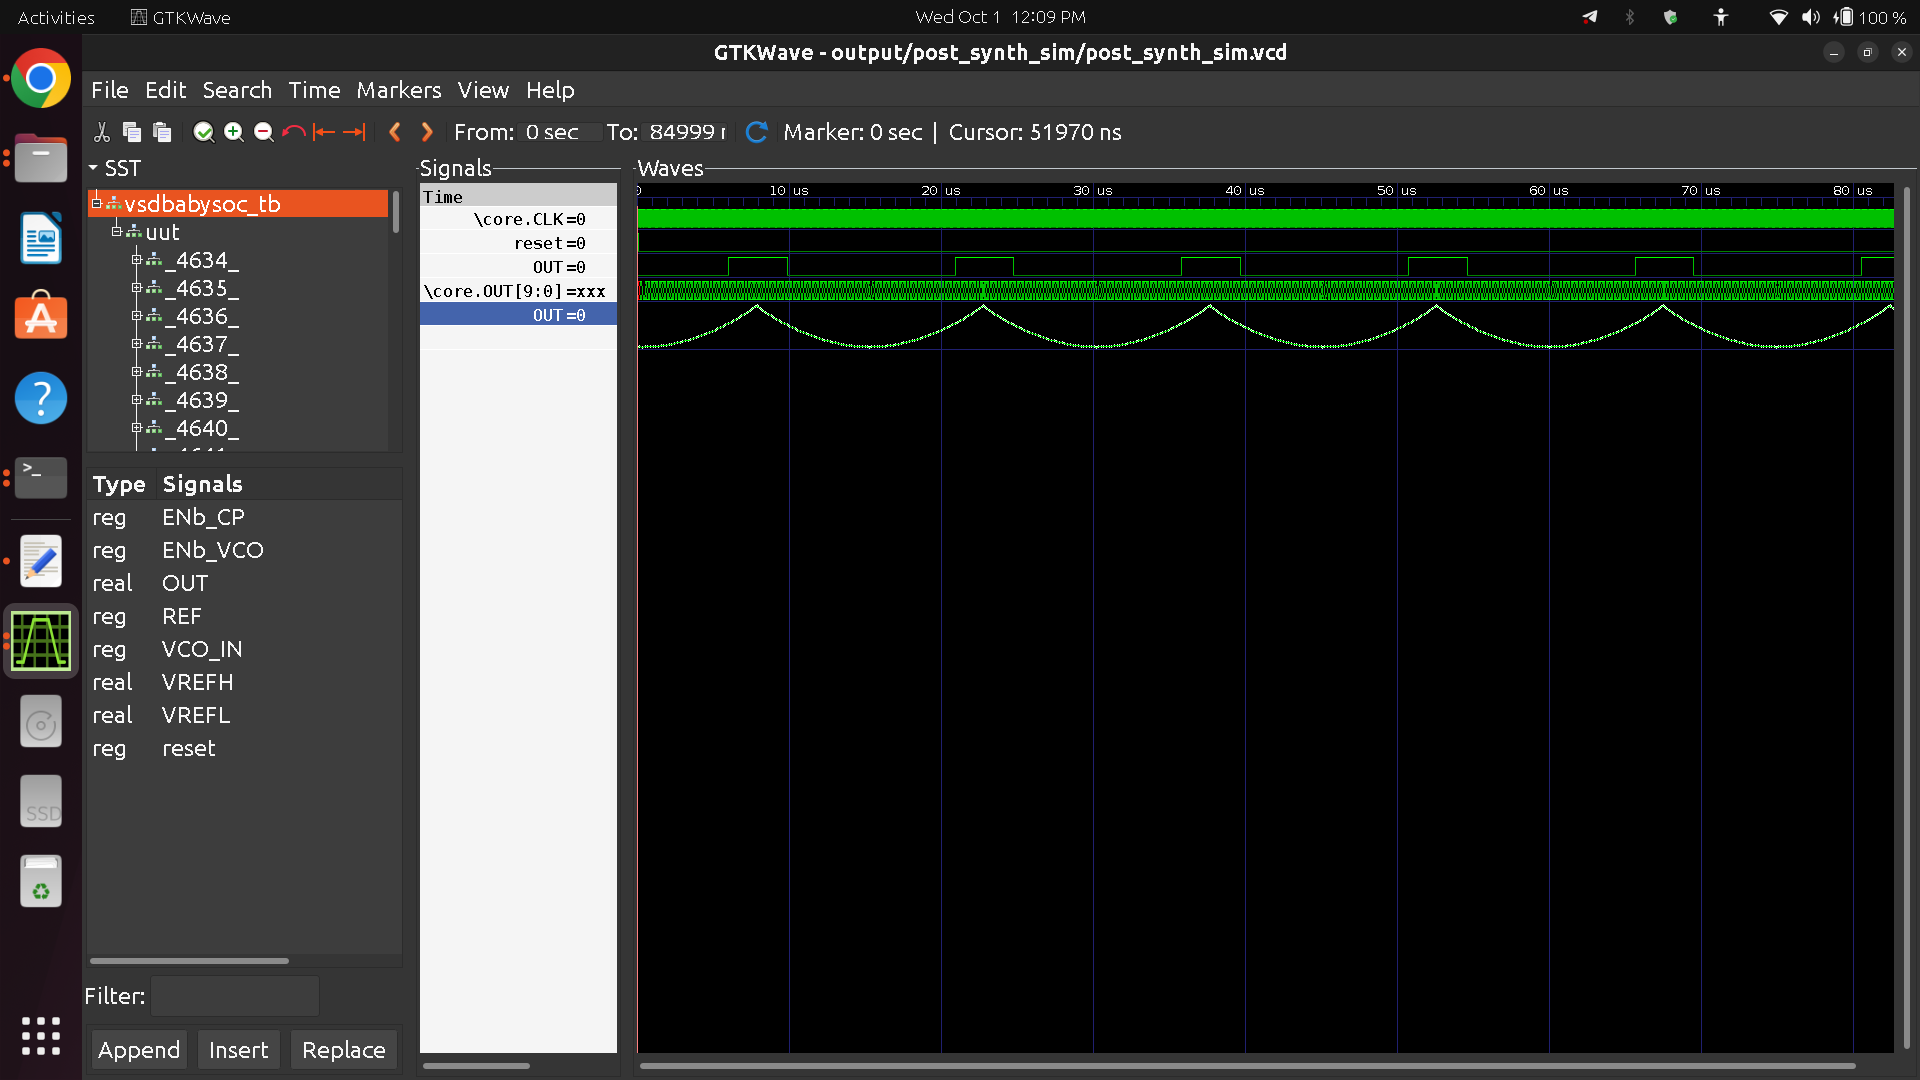 Activities GTKWave Wed Oct 1 12:09 PM 100 %
GTKWave - output/post_synth_sim/post_synth_sim.vcd
File Edit Search Time Markers View Help
From: 0 sec To: 84999 Marker: 0 sec | Cursor: 51970 ns
SST
vsdbabysoc_tb
uut
_4634_
_4635_
_4636_
_4637_
_4638_
_4639_
_4640_
Type Signals
reg ENb_CP
reg ENb_VCO
real OUT
reg REF
reg VCO_IN
real VREFH
real VREFL
reg reset
Filter:
Append Insert Replace
Signals
Time
\core.CLK=0
reset=0
OUT=0
\core.OUT[9:0]=xxx
OUT=0
Waves
0 10 us 20 us 30 us 40 us 50 us 60 us 70 us 80 us
>_
SSD